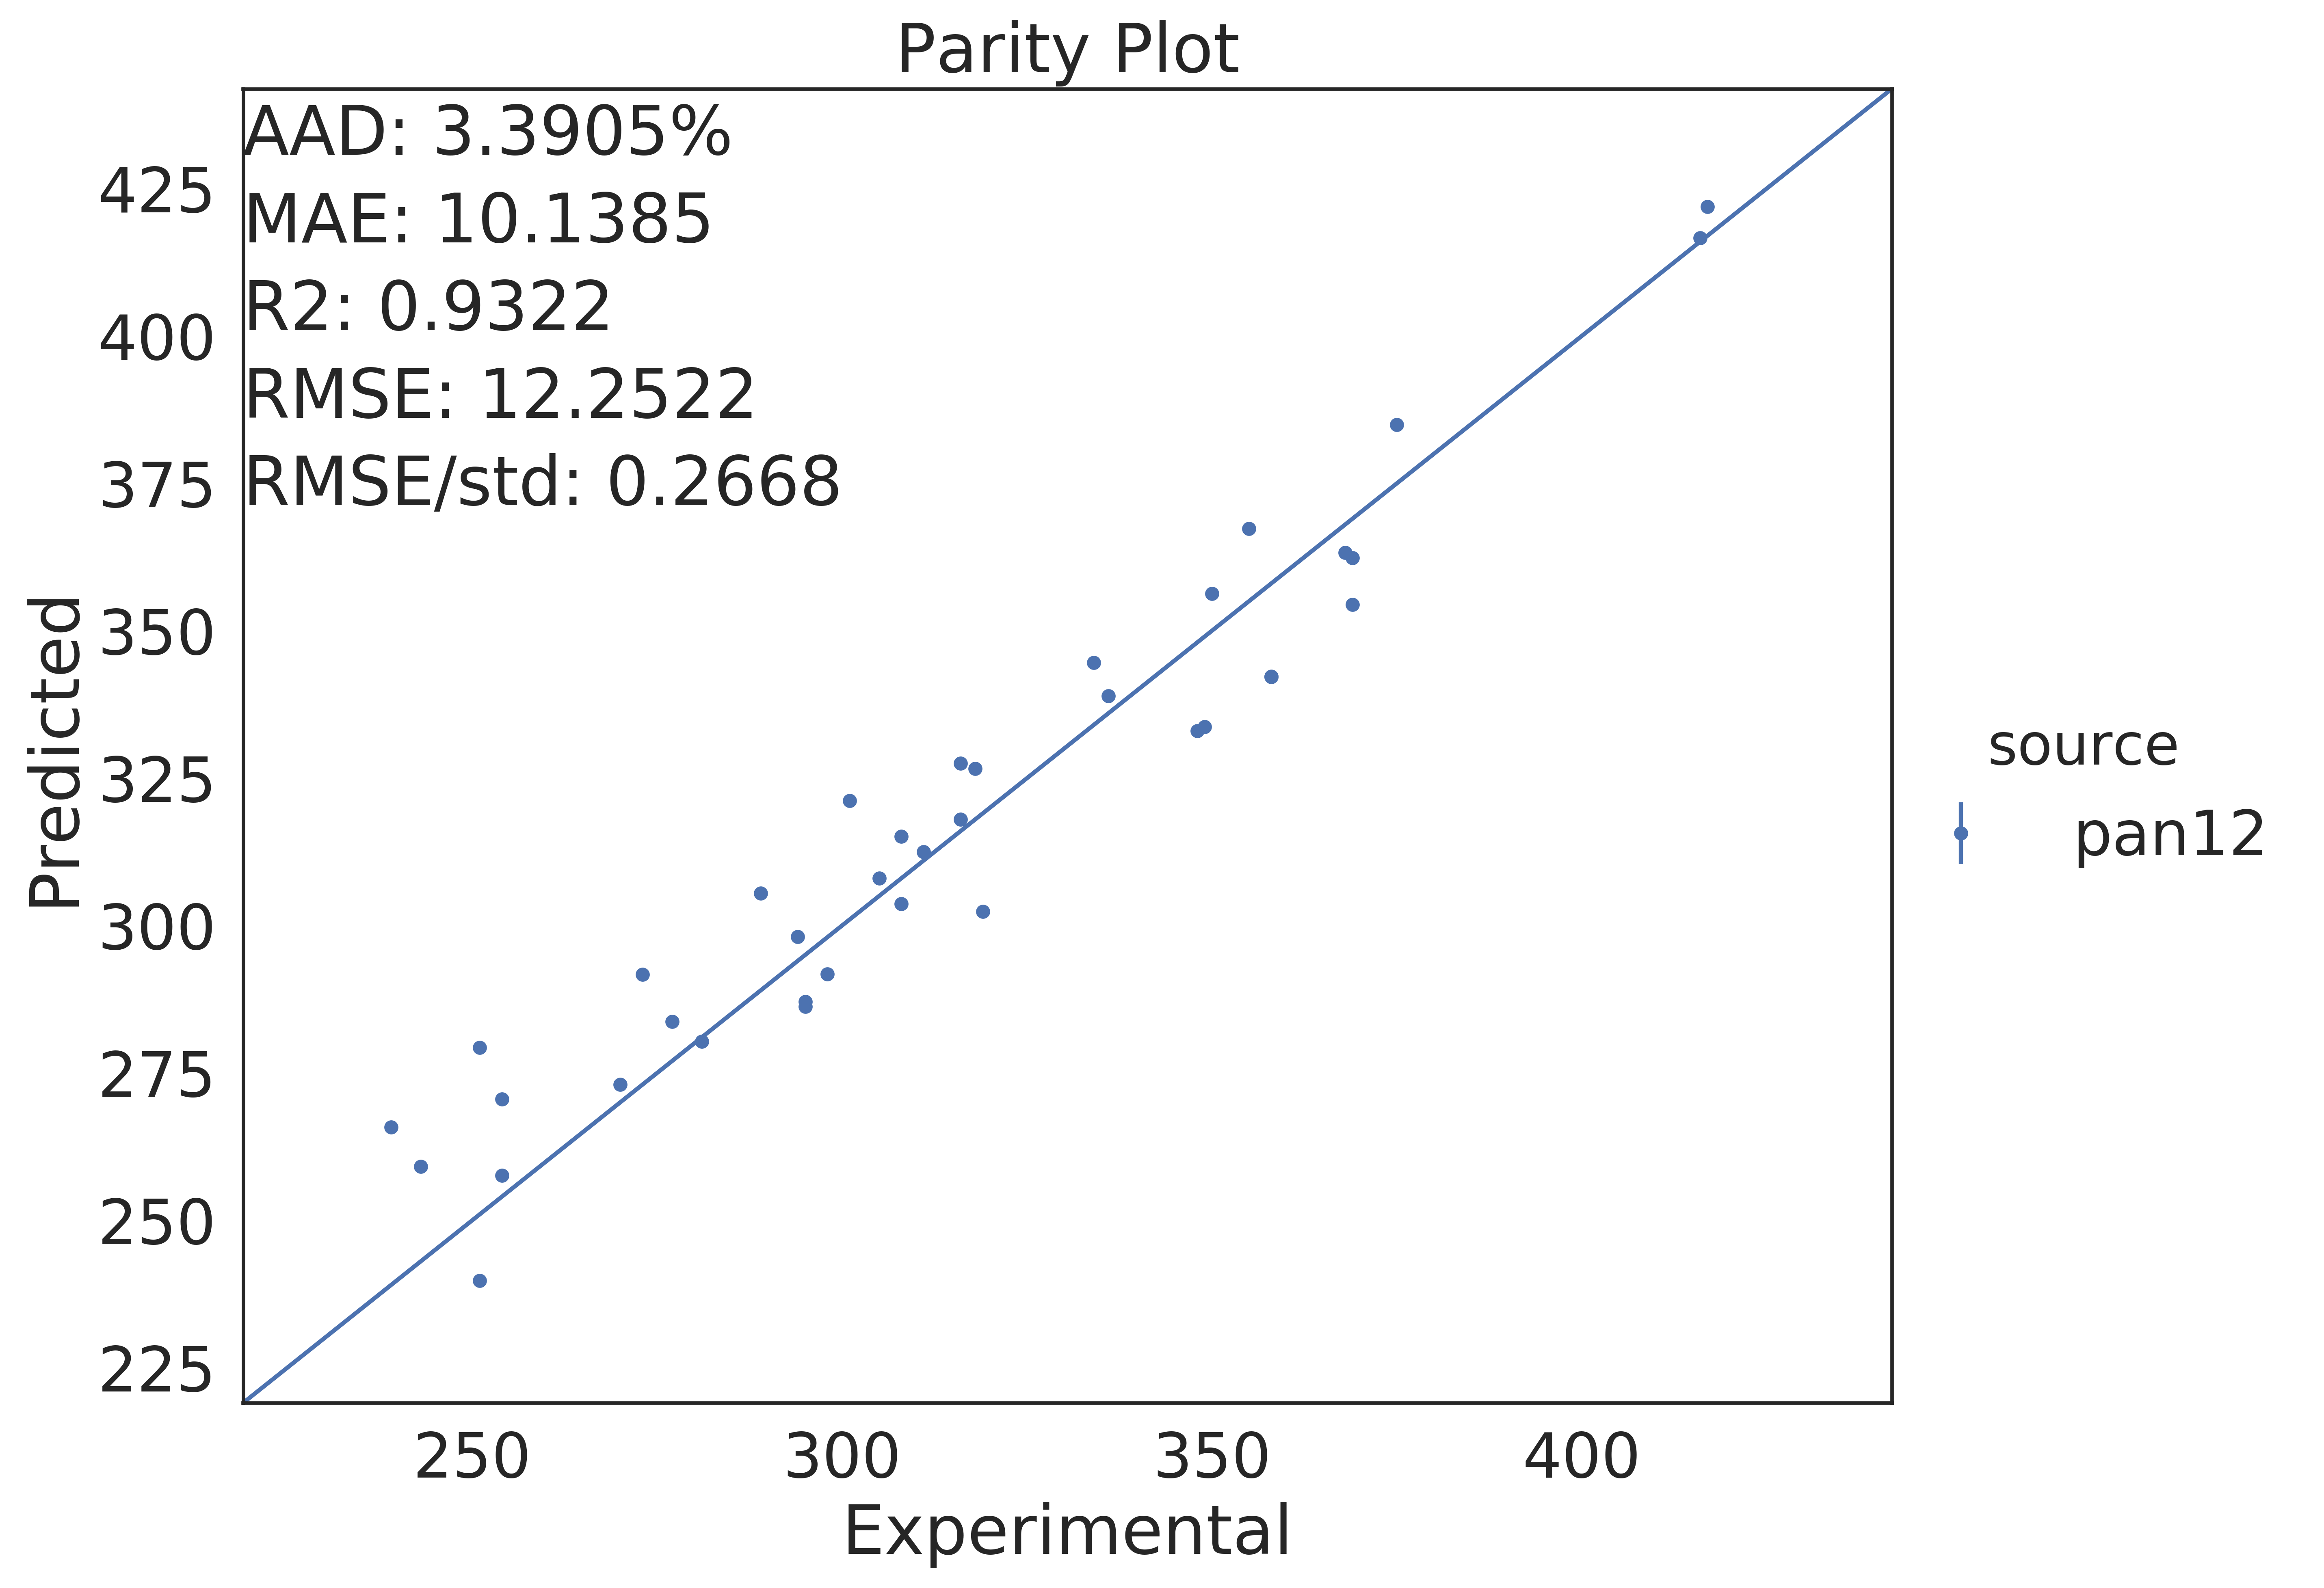 Parity Plot
AAD: 3.3905%
MAE: 10.1385
R2: 0.9322
RMSE: 12.2522
RMSE/std: 0.2668
425
400
375
350
325
300
275
250
225
Predicted
250 300 350 400
Experimental
source
pan12